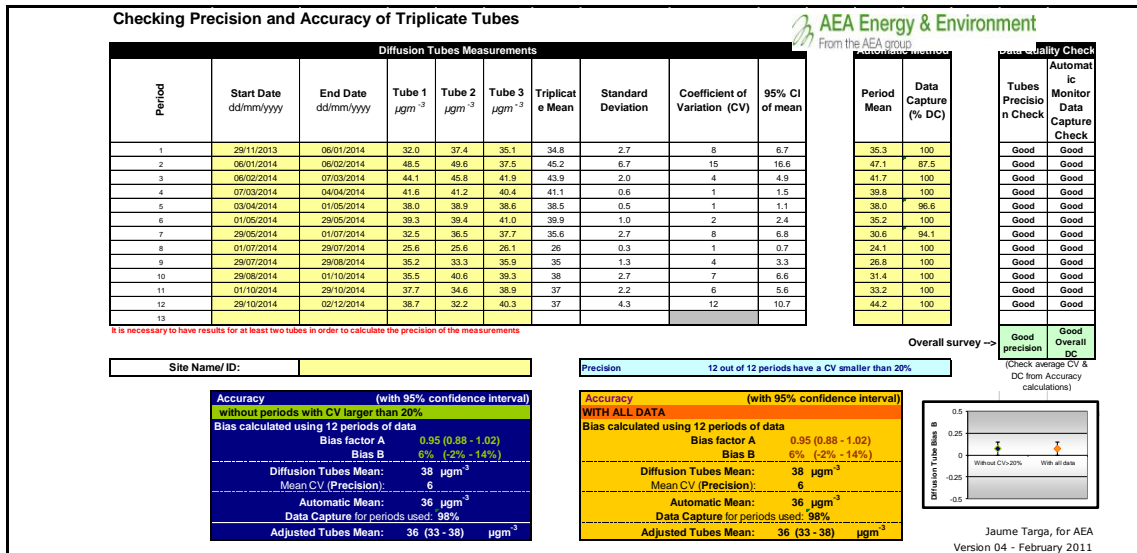 Checking Precision and Accuracy of Triplicate Tubes
AEA Energy & Environment
From the AEA group
Diffusion Tubes Measurements
Automatic Method
Data Quality Check
Period
Start Date dd/mm/yyyy
End Date dd/mm/yyyy
Tube 1 µgm⁻³
Tube 2 µgm⁻³
Tube 3 µgm⁻³
Triplicat e Mean
Standard Deviation
Coefficient of Variation (CV)
95% CI of mean
Period Mean
Data Capture (% DC)
Tubes Precisio n Check
Automat ic Monitor Data Capture Check
1 29/11/2013 06/01/2014 32.0 37.4 35.1 34.8 2.7 8 6.7 35.3 100 Good Good
2 06/01/2014 06/02/2014 48.5 49.6 37.5 45.2 6.7 15 16.6 47.1 87.5 Good Good
3 06/02/2014 07/03/2014 44.1 45.8 41.9 43.9 2.0 4 4.9 41.7 100 Good Good
4 07/03/2014 04/04/2014 41.6 41.2 40.4 41.1 0.6 1 1.5 39.8 100 Good Good
5 03/04/2014 01/05/2014 38.0 38.9 38.6 38.5 0.5 1 1.1 38.0 96.6 Good Good
6 01/05/2014 29/05/2014 39.3 39.4 41.0 39.9 1.0 2 2.4 35.2 100 Good Good
7 29/05/2014 01/07/2014 32.5 36.5 37.7 35.6 2.7 8 6.8 30.6 94.1 Good Good
8 01/07/2014 29/07/2014 25.6 25.6 26.1 26 0.3 1 0.7 24.1 100 Good Good
9 29/07/2014 29/08/2014 35.2 33.3 35.9 35 1.3 4 3.3 26.8 100 Good Good
10 29/08/2014 01/10/2014 35.5 40.6 39.3 38 2.7 7 6.6 31.4 100 Good Good
11 01/10/2014 29/10/2014 37.7 34.6 38.9 37 2.2 6 5.6 33.2 100 Good Good
12 29/10/2014 02/12/2014 38.7 32.2 40.3 37 4.3 12 10.7 44.2 100 Good Good
13
It is necessary to have results for at least two tubes in order to calculate the precision of the measurements
Overall survey --> Good precision Good Overall DC
Site Name/ ID:
Precision 12 out of 12 periods have a CV smaller than 20%
(Check average CV & DC from Accuracy calculations)
Accuracy (with 95% confidence interval)
without periods with CV larger than 20%
Bias calculated using 12 periods of data
Bias factor A 0.95 (0.88 - 1.02)
Bias B 6% (-2% - 14%)
Diffusion Tubes Mean: 38 µgm⁻³
Mean CV (Precision): 6
Automatic Mean: 36 µgm⁻³
Data Capture for periods used: 98%
Adjusted Tubes Mean: 36 (33 - 38) µgm⁻³
Accuracy (with 95% confidence interval)
WITH ALL DATA
Bias calculated using 12 periods of data
Bias factor A 0.95 (0.88 - 1.02)
Bias B 6% (-2% - 14%)
Diffusion Tubes Mean: 38 µgm⁻³
Mean CV (Precision): 6
Automatic Mean: 36 µgm⁻³
Data Capture for periods used: 98%
Adjusted Tubes Mean: 36 (33 - 38) µgm⁻³
Diffusion Tube Bias B
0.5
0.25
0
-0.25
-0.5
Without CV>20%
With all data
Jaume Targa, for AEA
Version 04 - February 2011